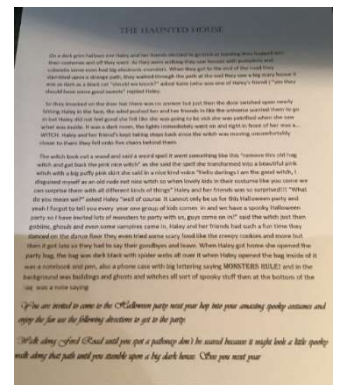 THE HAUNTED HOUSE
On a dark grim hallows eve Haley and her friends decided to go trick or treating they hopped into
their costumes and off they went. As they were walking they saw houses with pumpkins and
some even had big electronic monsters. When they got to the end of the road they
stumbled upon a strange path, they walked through the path at the end they saw a big scary house it
was as dark as a black cat "should we knock?" asked Katie (who was one of Haley's friend's) "yes they
should have some good sweets" replied Haley.
So they knocked on the door but there was no answer but just then the door swished open nearly
hitting Haley in the face, the wind pushed her and her friends in like the universe wanted them to go
in but Haley did not feel good she felt like she was going to be sick she was petrified when she saw
what was inside. It was a dark room, the lights immediately went on and right in front of her was a...
WITCH. Haley and her friend's kept taking steps back since the witch was moving uncomfortably
closer to them they fell onto five chairs behind them
The witch took out a wand and said a word spell it went something like this "remove this old hag
witch and get back the pink nice witch" as she said the spell she transformed into a beautiful pink
witch with a big puffy pink skirt she said in a nice kind voice "hello darlings I am the good witch, I
disguised myself as an old rude not nice witch so when lovely kids in their costume like you come we
can surprise them with all different kinds of things" Haley and her friends was so surprised!!! "What
do you mean we?" asked Haley "well of course it cannot only be us for this Halloween party and
yeah I forgot to tell you every year one group of kids comes in and we have a spooky Halloween
party so I have invited lots of monsters to party with us, guys come on in!" said the witch just then
goblins, ghouls and even some vampires came in, Haley and her friends had such a fun time they
danced on the dance floor they even tried some scary food like the creepy cookies and more but
then it got late so they had to say their goodbyes and leave. When Haley got home she opened the
party bag, the bag was dark black with spider webs all over it when Haley opened the bag inside of it
was a notebook and pen, also a phone case with big lettering saying MONSTERS RULE! and in the
background was buildings and ghosts and witches all sort of spooky stuff then at the bottom of the
bag was a note saying
You are invited to come to the Halloween party next year hop into your amazing spooky costumes and
enjoy the fun use the following directions to get to the party.
Walk along Ford Road until you spot a pathway don't be scared because it might look a little spooky
walk along that path until you stumble upon a big dark house. See you next year